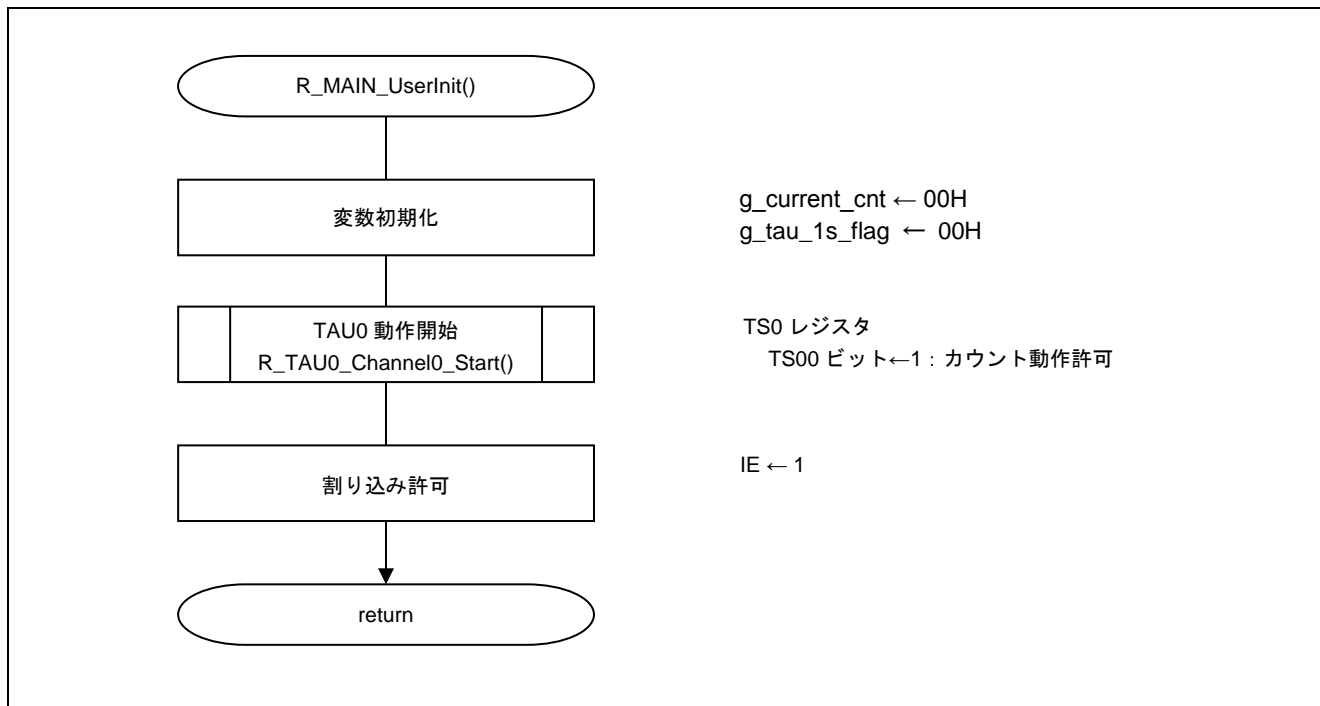 R_MAIN_UserInit()
変数初期化
g_current_cnt ← 00H
g_tau_1s_flag ← 00H
TAU0 動作開始
R_TAU0_Channel0_Start()
TS0 レジスタ
TS00 ビット←1：カウント動作許可
割り込み許可
IE ← 1
return